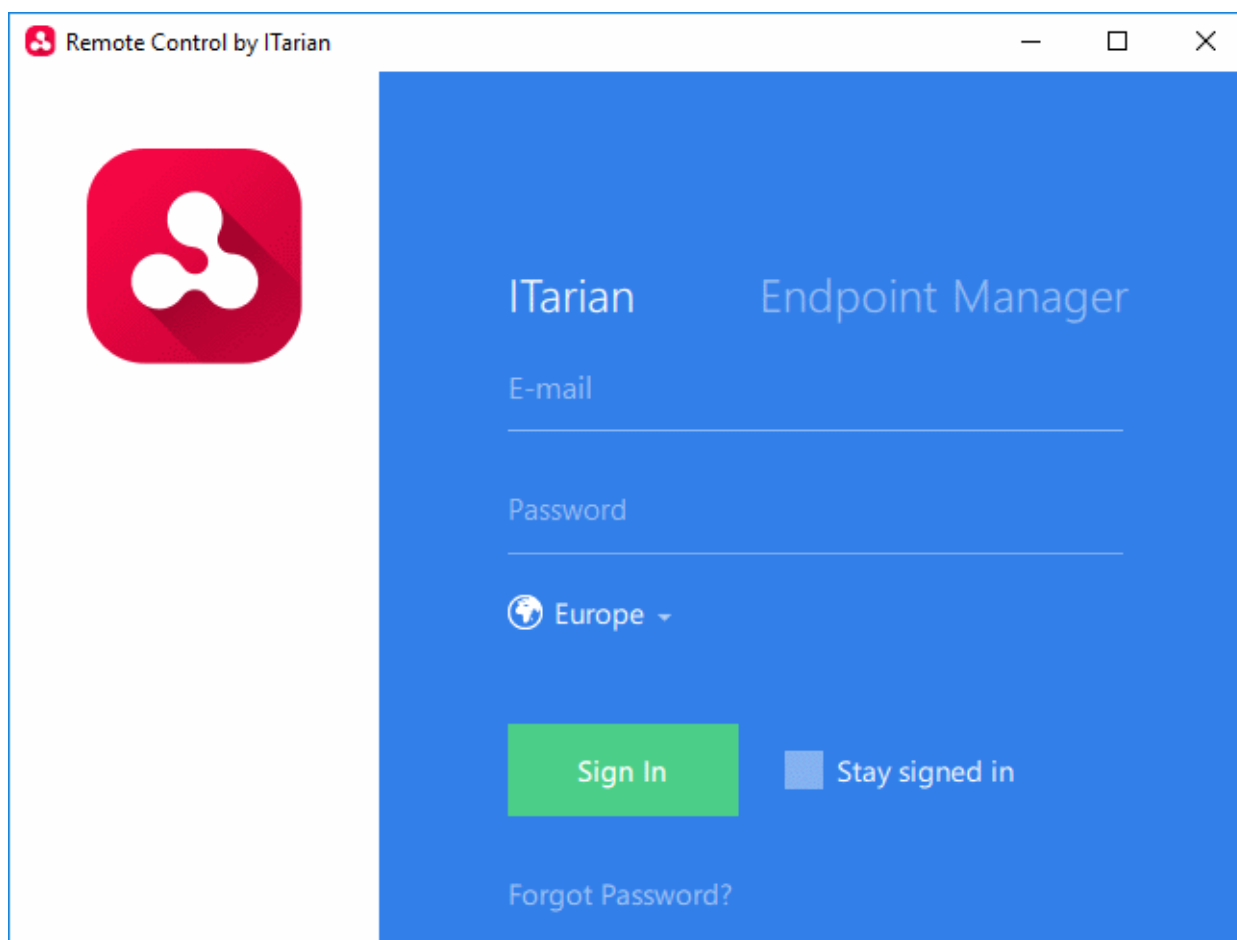 Remote Control by ITarian
ITarian Endpoint Manager
E-mail
Password
Europe
Sign In Stay signed in
Forgot Password?